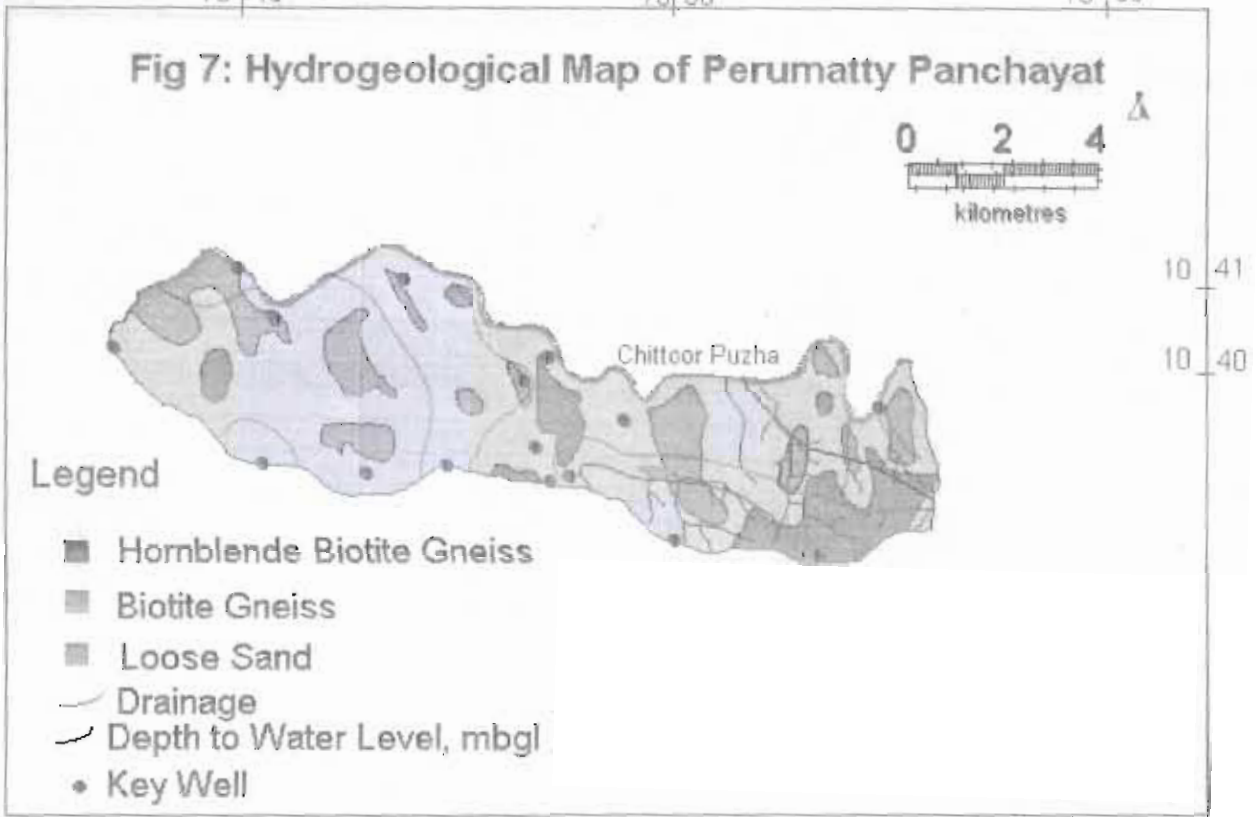 Fig 7: Hydrogeological Map of Perumatty Panchayat
0 2 4
kilometres
10 41
10 40
Chittoor Puzha
Legend
Hornblende Biotite Gneiss
Biotite Gneiss
Loose Sand
Drainage
Depth to Water Level, mbgl
Key Well